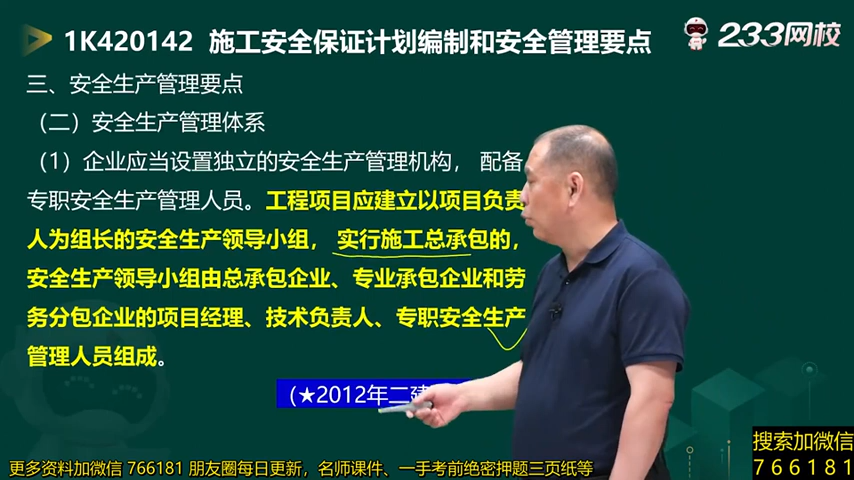 1K420142 施工安全保证计划编制和安全管理要点
233网校
三、安全生产管理要点
（二）安全生产管理体系
（1）企业应当设置独立的安全生产管理机构， 配备
专职安全生产管理人员。工程项目应建立以项目负责
人为组长的安全生产领导小组， 实行施工总承包的，
安全生产领导小组由总承包企业、专业承包企业和劳
务分包企业的项目经理、技术负责人、专职安全生产
管理人员组成。
（★2012年二建
搜索加微信
766181
更多资料加微信 766181 朋友圈每日更新，名师课件、一手考前绝密押题三页纸等